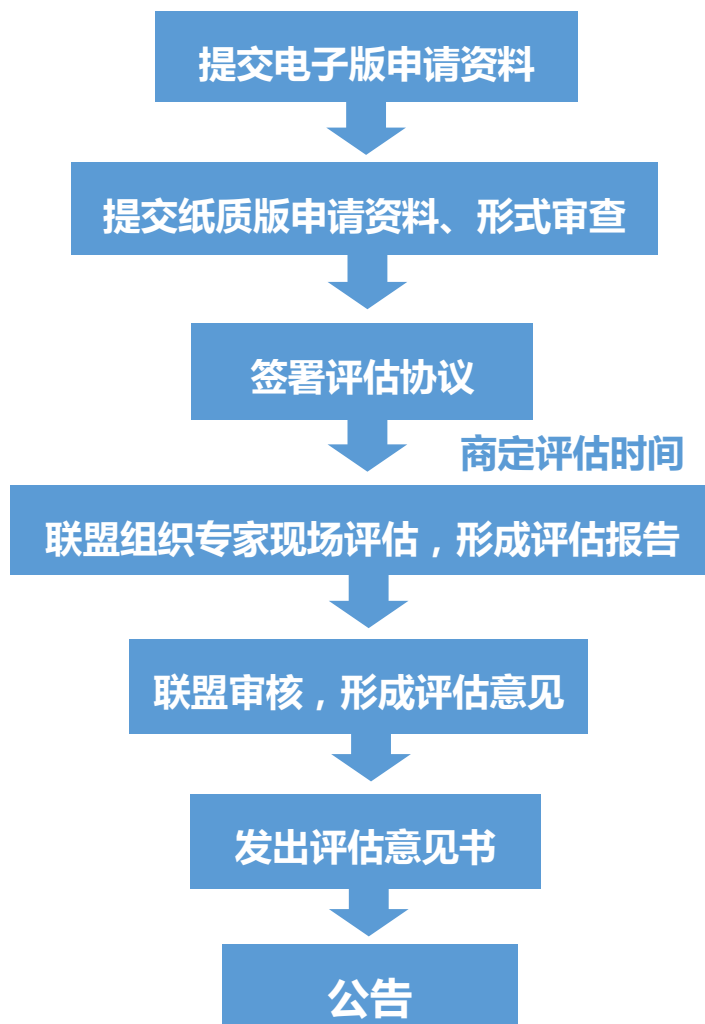 提交电子版申请资料
提交纸质版申请资料、形式审查
签署评估协议
商定评估时间
联盟组织专家现场评估，形成评估报告
联盟审核，形成评估意见
发出评估意见书
公告